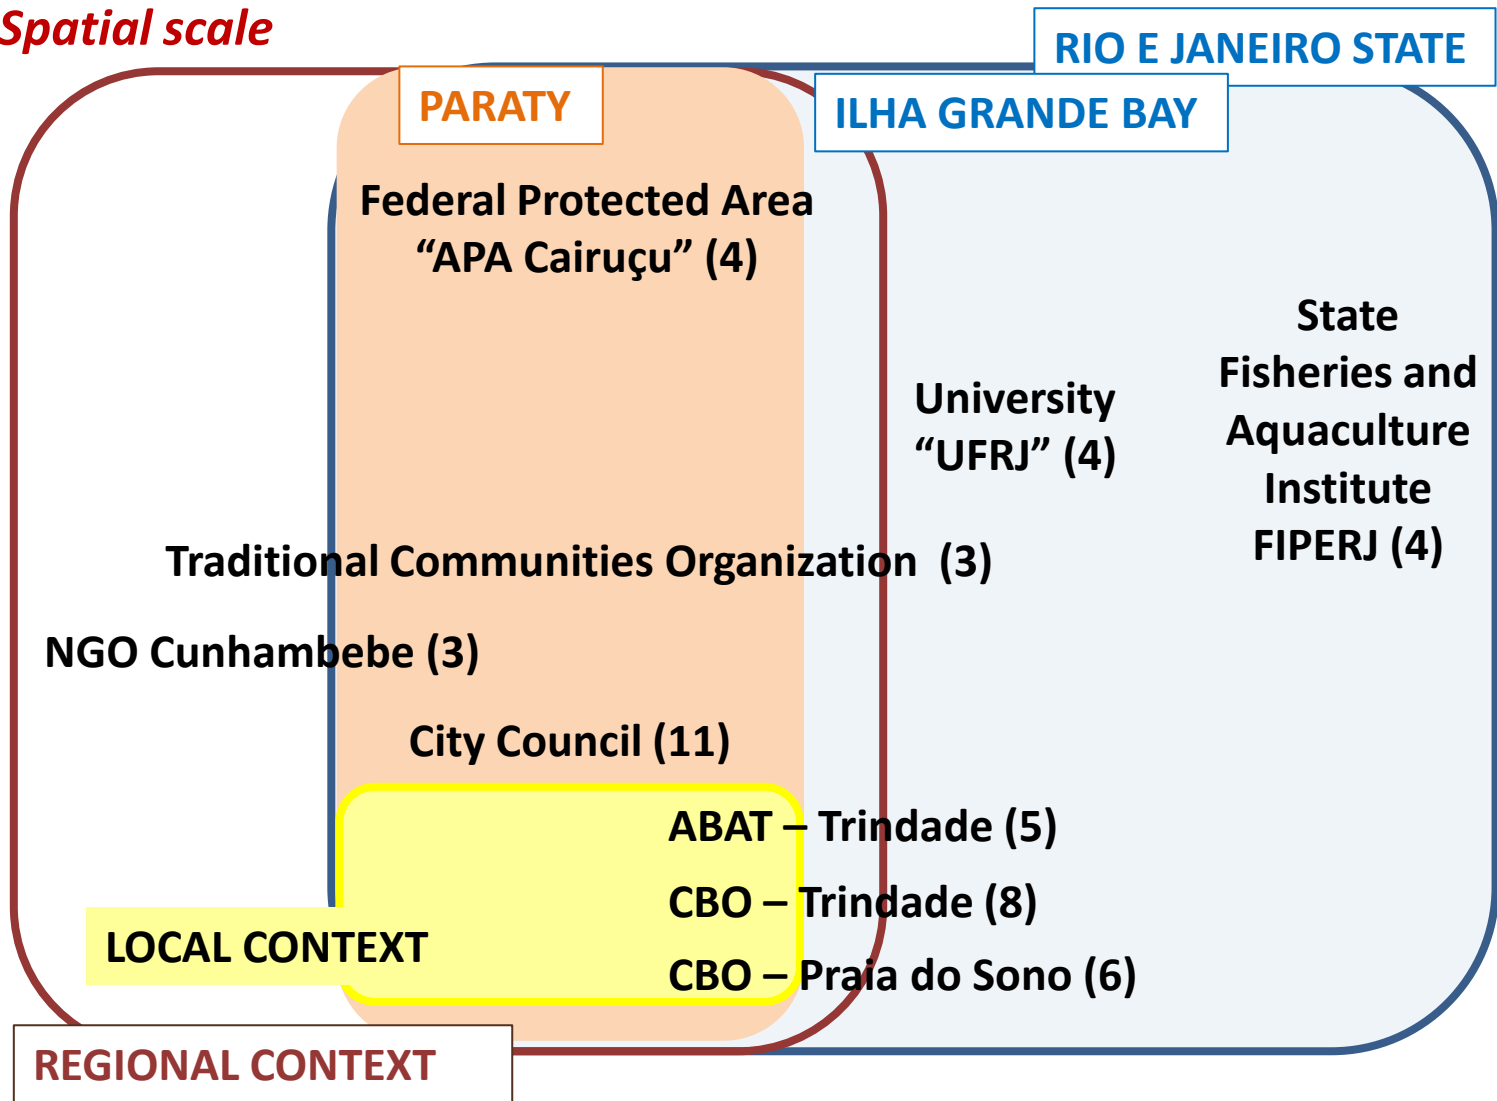 Spatial scale
RIO E JANEIRO STATE
PARATY
ILHA GRANDE BAY
Federal Protected Area
“APA Cairuçu” (4)
State
Fisheries and
Aquaculture
Institute
FIPERJ (4)
University
“UFRJ” (4)
Traditional Communities Organization (3)
NGO Cunhambebe (3)
City Council (11)
ABAT – Trindade (5)
CBO – Trindade (8)
LOCAL CONTEXT
CBO – Praia do Sono (6)
REGIONAL CONTEXT